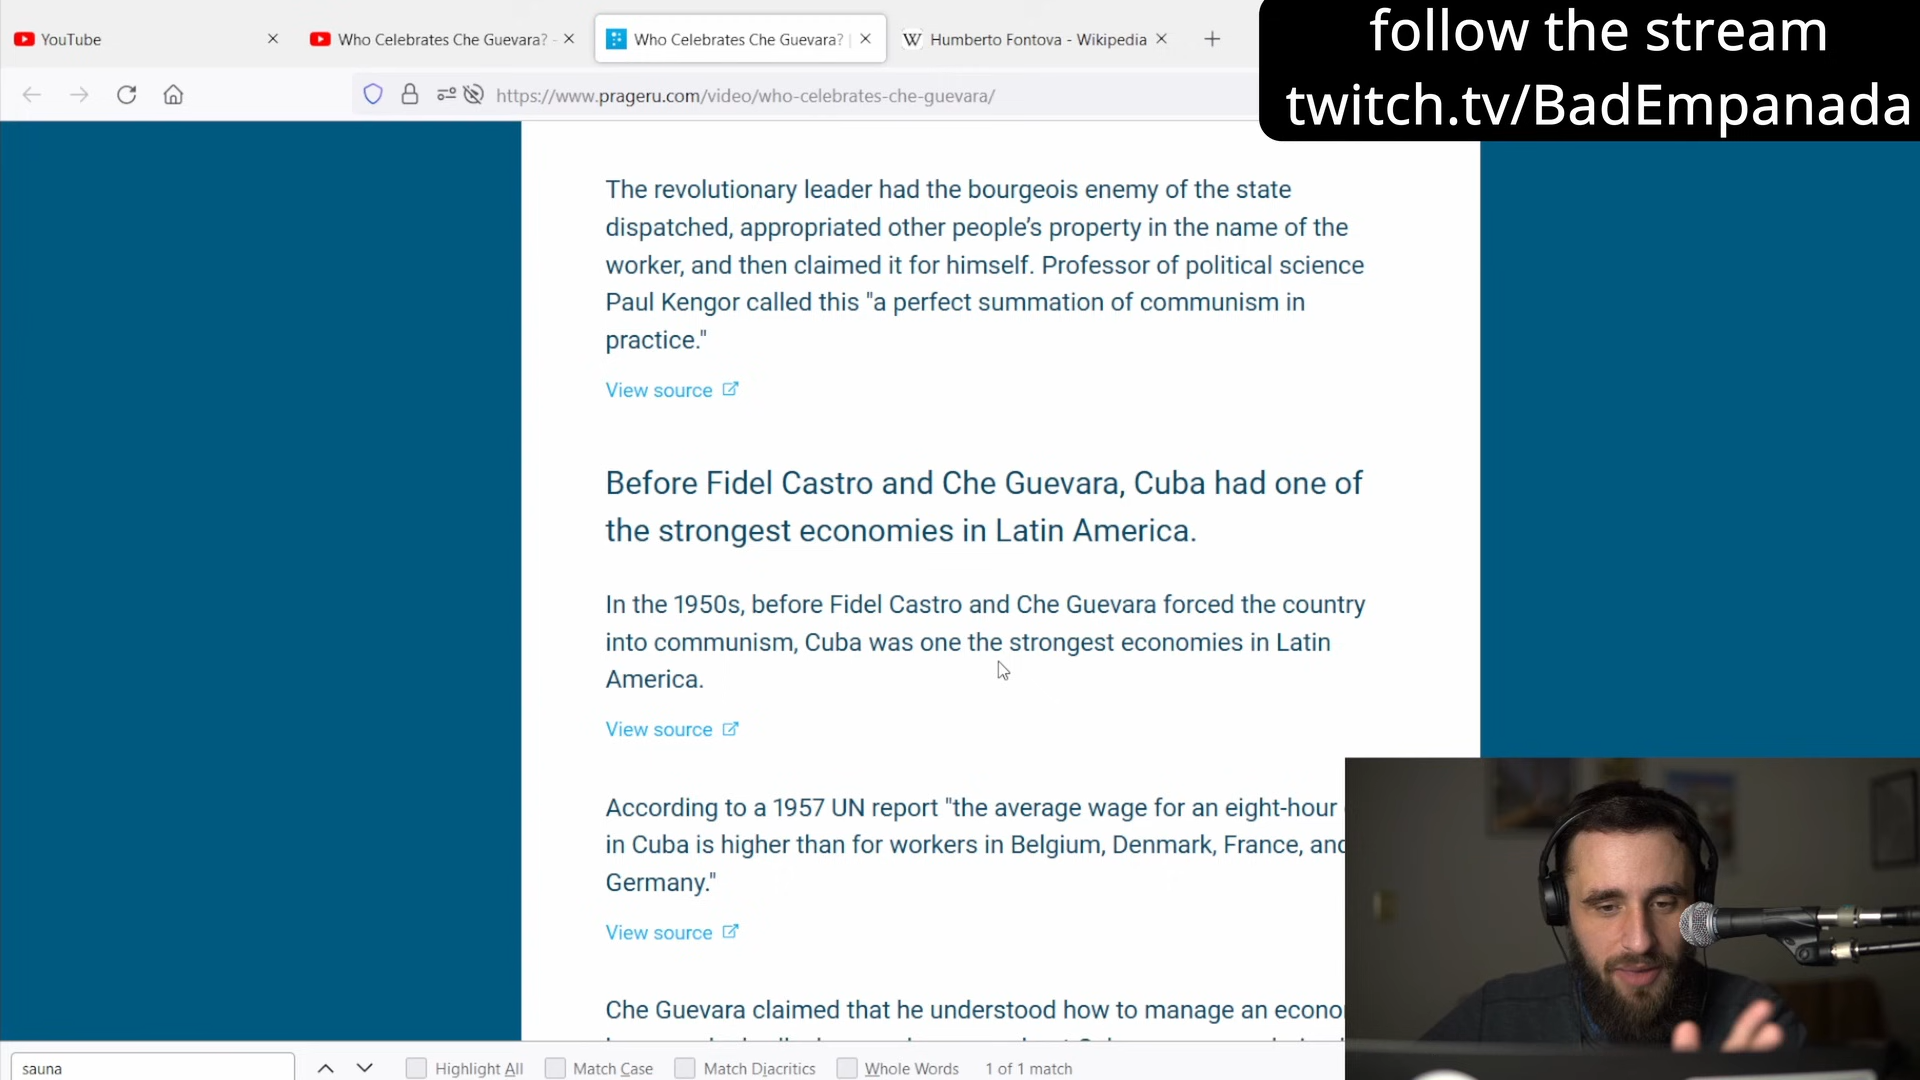 follow the stream
twitch.tv/BadEmpanada
YouTube
Who Celebrates Che Guevara? -
Who Celebrates Che Guevara? |
Humberto Fontova - Wikipedia
https://www.prageru.com/video/who-celebrates-che-guevara/
The revolutionary leader had the bourgeois enemy of the state
dispatched, appropriated other people's property in the name of the
worker, and then claimed it for himself. Professor of political science
Paul Kengor called this "a perfect summation of communism in
practice."
View source
Before Fidel Castro and Che Guevara, Cuba had one of
the strongest economies in Latin America.
In the 1950s, before Fidel Castro and Che Guevara forced the country
into communism, Cuba was one the strongest economies in Latin
America.
View source
According to a 1957 UN report "the average wage for an eight-hour
in Cuba is higher than for workers in Belgium, Denmark, France, and
Germany."
View source
Che Guevara claimed that he understood how to manage an
sauna
Highlight All
Match Case
Match Diacritics
Whole Words
1 of 1 match